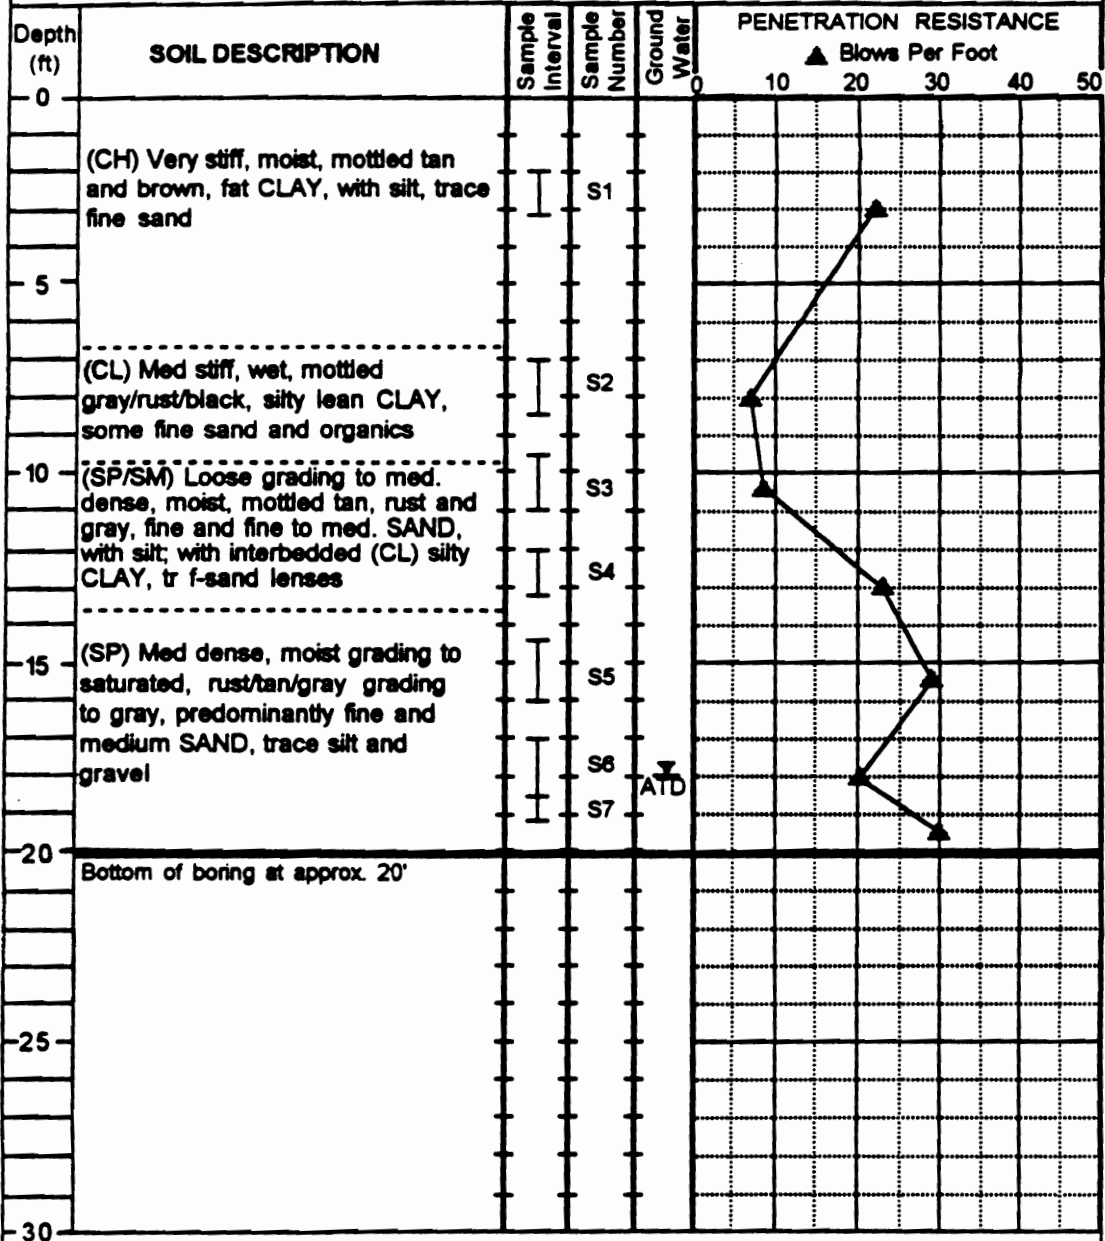 Depth
(ft)
SOIL DESCRIPTION
Sample
Interval
Sample
Number
Ground
Water
PENETRATION RESISTANCE
▲ Blows Per Foot
0 10 20 30 40 50
0
(CH) Very stiff, moist, mottled tan
and brown, fat CLAY, with silt, trace
fine sand
S1
5
(CL) Med stiff, wet, mottled
gray/rust/black, silty lean CLAY,
some fine sand and organics
S2
10
(SP/SM) Loose grading to med.
dense, moist, mottled tan, rust and
gray, fine and fine to med. SAND,
with silt; with interbedded (CL) silty
CLAY, tr f-sand lenses
S3
S4
15
(SP) Med dense, moist grading to
saturated, rust/tan/gray grading
to gray, predominantly fine and
medium SAND, trace silt and
gravel
S5
S6
ATD
S7
20
Bottom of boring at approx. 20'
25
30